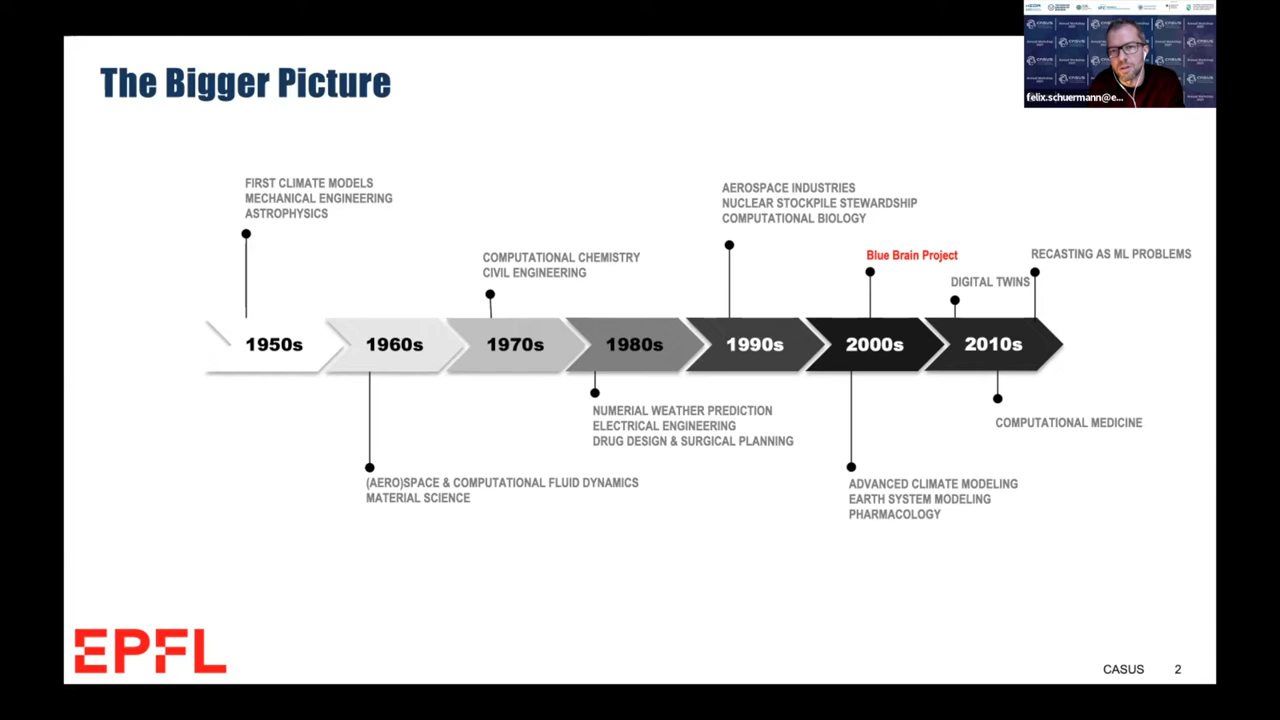 The Bigger Picture
felix.schuermann@e...
FIRST CLIMATE MODELS
MECHANICAL ENGINEERING
ASTROPHYSICS
COMPUTATIONAL CHEMISTRY
CIVIL ENGINEERING
AEROSPACE INDUSTRIES
NUCLEAR STOCKPILE STEWARDSHIP
COMPUTATIONAL BIOLOGY
Blue Brain Project
DIGITAL TWINS
RECASTING AS ML PROBLEMS
1950s
1960s
1970s
1980s
1990s
2000s
2010s
(AERO)SPACE & COMPUTATIONAL FLUID DYNAMICS
MATERIAL SCIENCE
NUMERIAL WEATHER PREDICTION
ELECTRICAL ENGINEERING
DRUG DESIGN & SURGICAL PLANNING
ADVANCED CLIMATE MODELING
EARTH SYSTEM MODELING
PHARMACOLOGY
COMPUTATIONAL MEDICINE
EPFL
CASUS 2